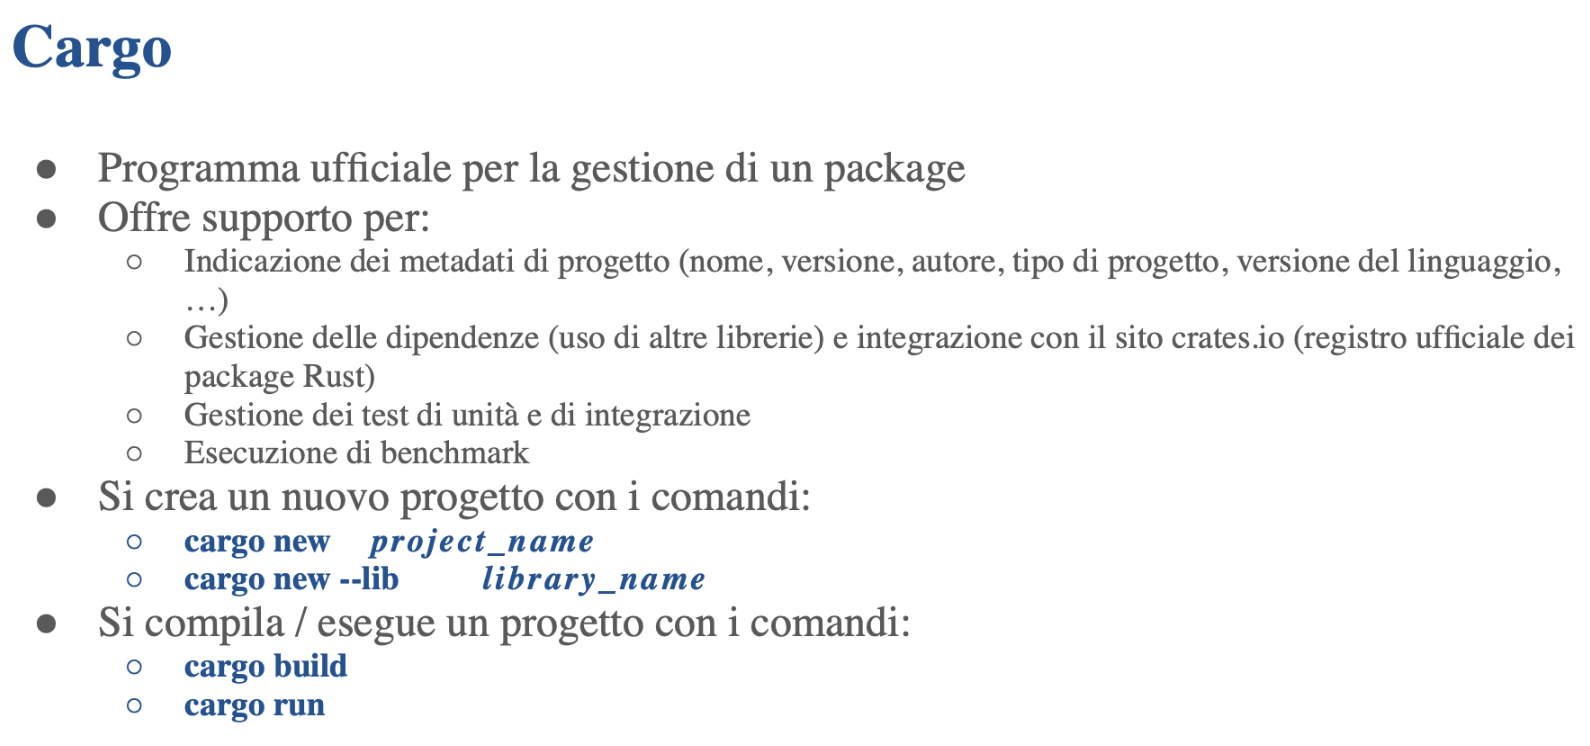 Cargo
● Programma ufficiale per la gestione di un package
● Offre supporto per:
○ Indicazione dei metadati di progetto (nome, versione, autore, tipo di progetto, versione del linguaggio,
…)
○ Gestione delle dipendenze (uso di altre librerie) e integrazione con il sito crates.io (registro ufficiale dei
package Rust)
○ Gestione dei test di unità e di integrazione
○ Esecuzione di benchmark
● Si crea un nuovo progetto con i comandi:
○ cargo new project_name
○ cargo new --lib library_name
● Si compila / esegue un progetto con i comandi:
○ cargo build
○ cargo run